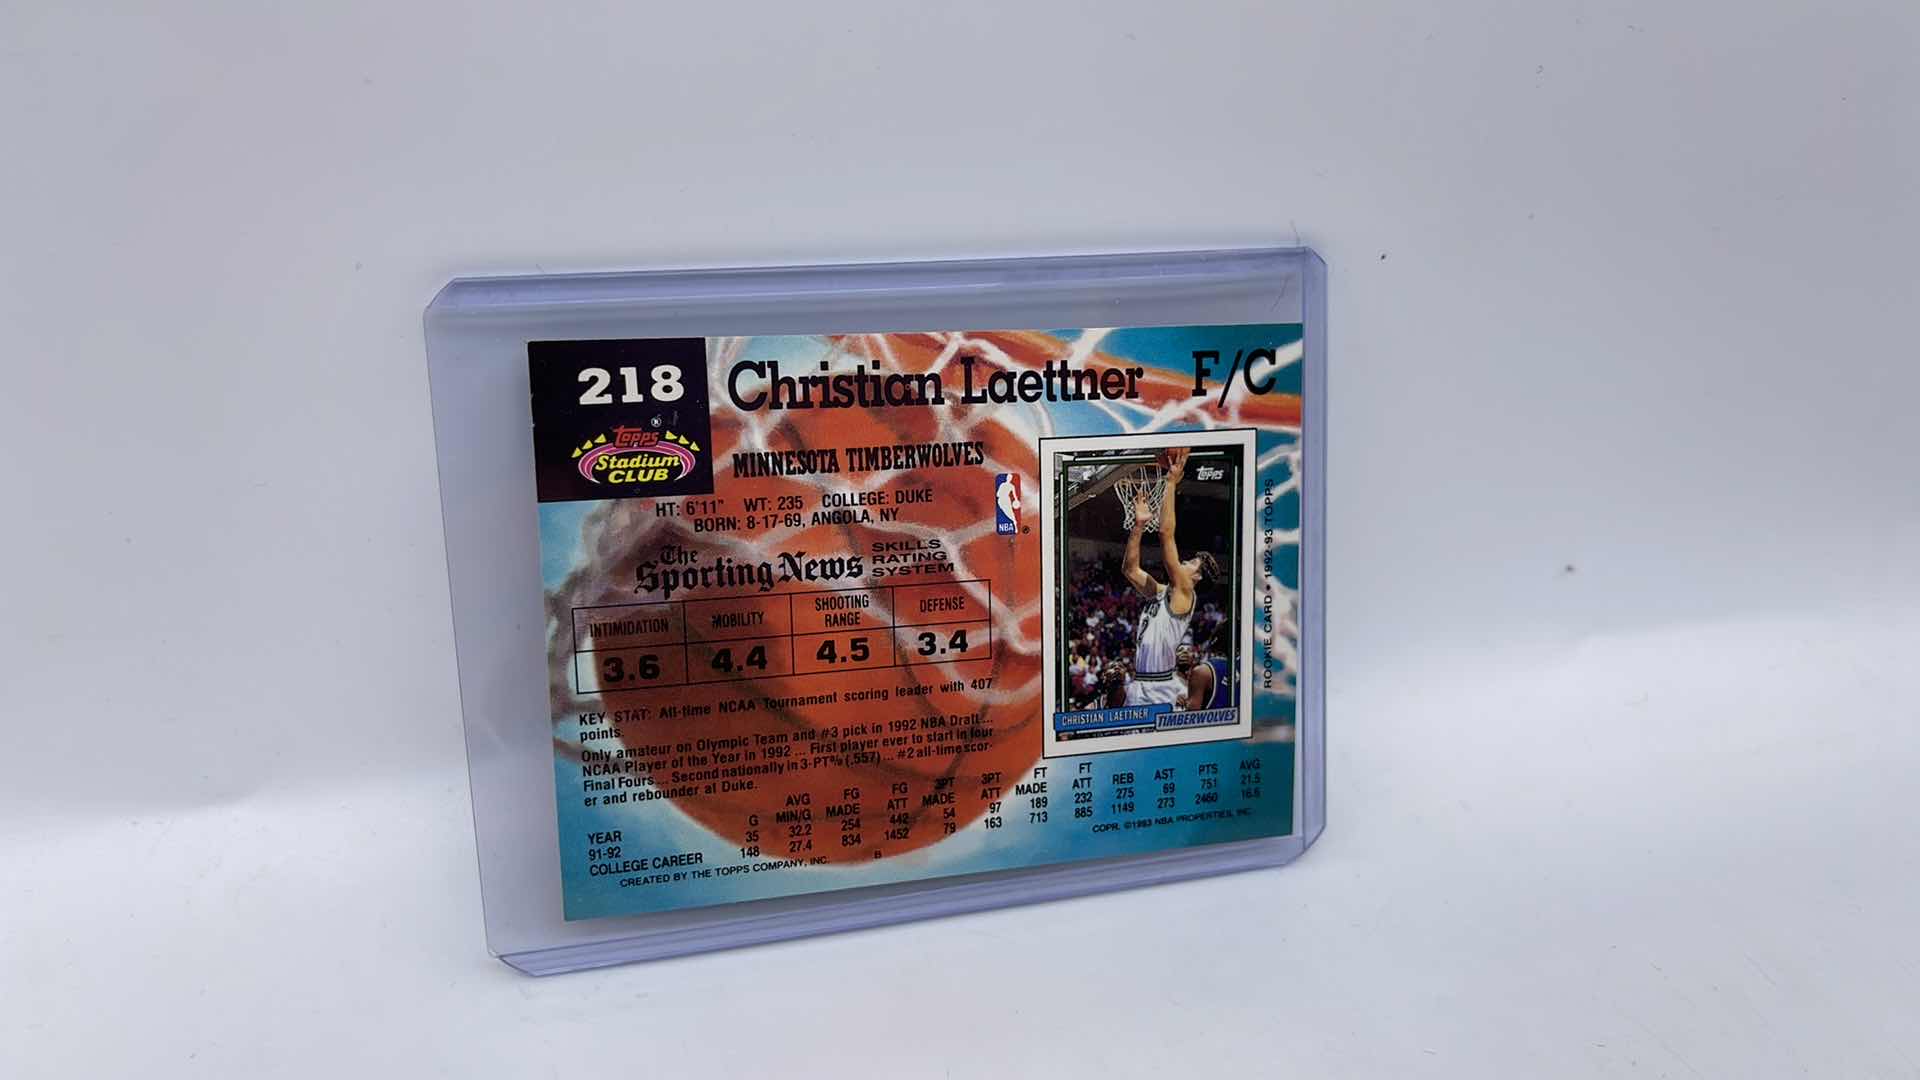 218
Christian Laettner F/C
Topps ®
Stadium
CLUB
MINNESOTA TIMBERWOLVES
HT: 6'11" WT: 235 COLLEGE: DUKE
BORN: 8-17-69, ANGOLA, NY
NBA ®
The
Sporting News
SKILLS
RATING
SYSTEM
INTIMIDATION MOBILITY SHOOTING RANGE DEFENSE
3.6 4.4 4.5 3.4
KEY STAT: All-time NCAA Tournament scoring leader with 407
points.
Only amateur on Olympic Team and #3 pick in 1992 NBA Draft...
NCAA Player of the Year in 1992 ... First player ever to start in four
Final Fours... Second nationally in 3-PT% (.557)... #2 all-time scor-
er and rebounder at Duke.
Topps
CHRISTIAN LAETTNER TIMBERWOLVES
ROOKIE CARD • 1992-93 TOPPS
YEAR G AVG MIN/G FG MADE FG ATT 3PT MADE 3PT ATT FT MADE FT ATT REB AST PTS AVG
91-92 35 32.2 254 442 54 97 189 232 275 69 751 21.5
COLLEGE CAREER 148 27.4 834 1452 79 163 713 885 1149 273 2460 16.6
CREATED BY THE TOPPS COMPANY, INC. B COPR. ©1993 NBA PROPERTIES, INC.